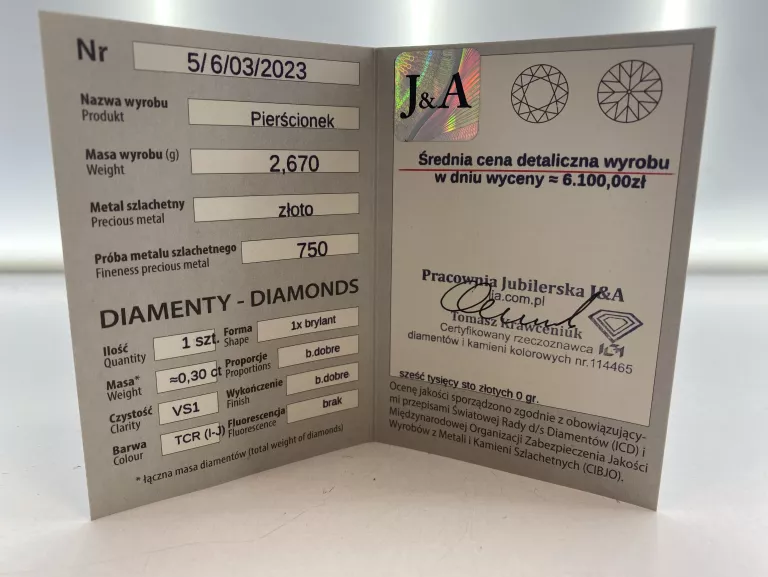 Nr 5/6/03/2023
Nazwa wyrobu
Produkt
Pierścionek
Masa wyrobu (g)
Weight
2,670
Metal szlachetny
Precious metal
złoto
Próba metalu szlachetnego
Fineness precious metal
750
DIAMENTY - DIAMONDS
Ilość
Quantity
1 szt.
Forma
Shape
1x brylant
Masa*
Weight
≈0,30 ct
Proporcje
Proportions
b.dobre
Czystość
Clarity
VS1
Wykończenie
Finish
b.dobre
Barwa
Colour
TCR (I-J)
Fluorescencja
Fluorescence
brak
* łączna masa diamentów (total weight of diamonds)
J&A
Średnia cena detaliczna wyrobu
w dniu wyceny ≈ 6.100,00zł
Pracownia Jubilerska J&A
ja.com.pl
Tomasz Krawceniuk
Certyfikowany rzeczoznawca
diamentów i kamieni kolorowych nr.114465
sześć tysięcy sto złotych 0 gr.
Ocenę jakości sporządzono zgodnie z obowiązujący-
mi przepisami Światowej Rady d/s Diamentów (ICD) i
Międzynarodowej Organizacji Zabezpieczenia Jakości
Wyrobów z Metali i Kamieni Szlachetnych (CIBJO).